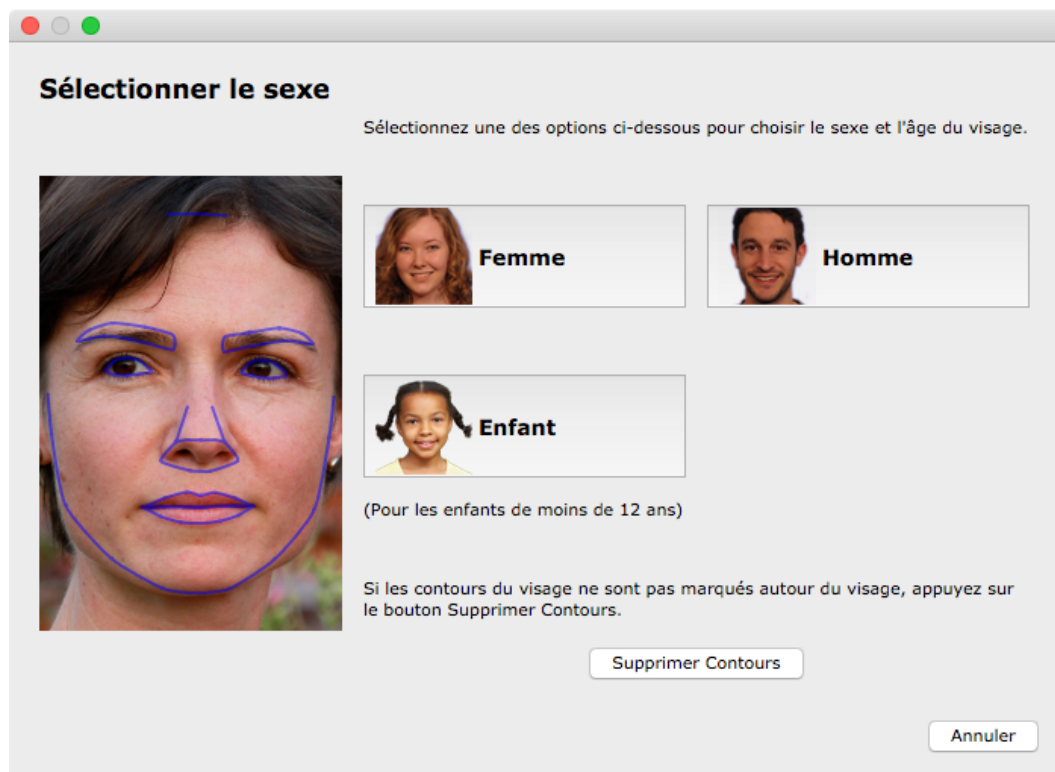 Sélectionner le sexe
Sélectionnez une des options ci-dessous pour choisir le sexe et l'âge du visage.
Femme
Homme
Enfant
(Pour les enfants de moins de 12 ans)
Si les contours du visage ne sont pas marqués autour du visage, appuyez sur
le bouton Supprimer Contours.
Supprimer Contours
Annuler